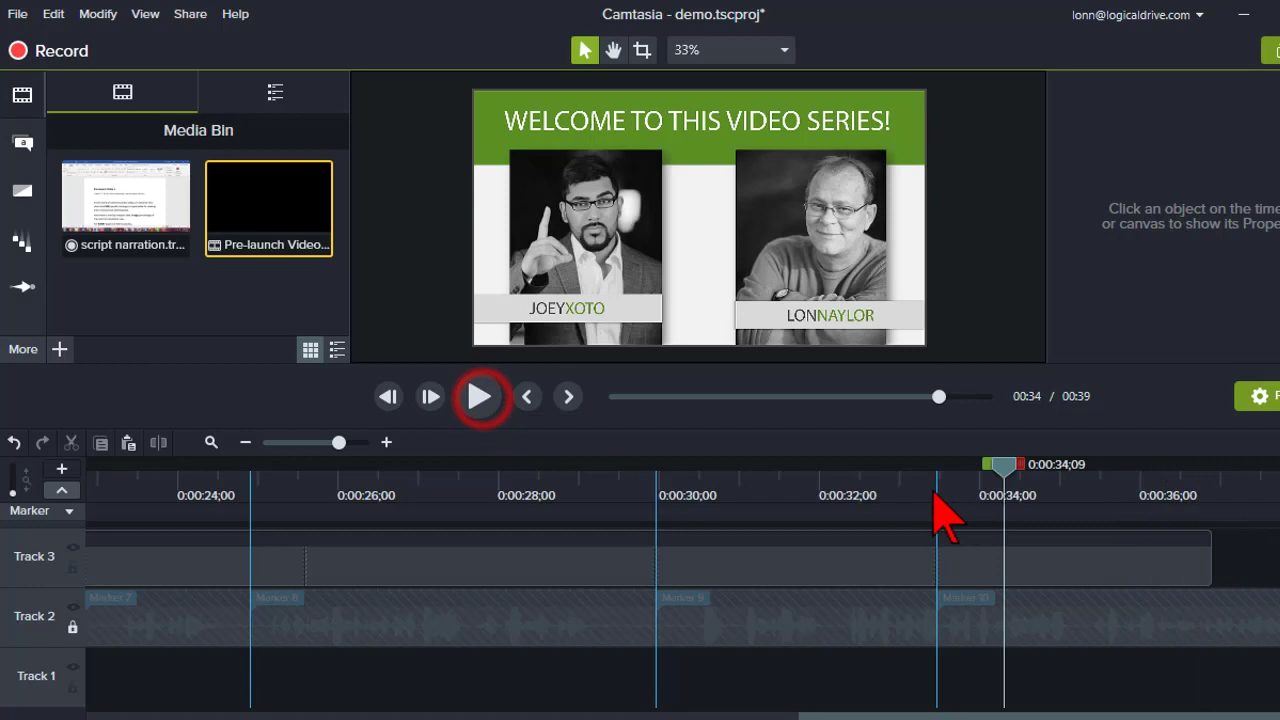 File Edit Modify View Share Help
Camtasia - demo.tscproj*
lonn@logicaldrive.com
Record
33%
Media Bin
script narration.tr...
Pre-launch Video...
More
WELCOME TO THIS VIDEO SERIES!
JOEYXOTO
LONNAYLOR
Click an object on the time
or canvas to show its Prope
00:34 / 00:39
P
0:00:34;09
0:00:24;00 0:00:26;00 0:00:28;00 0:00:30;00 0:00:32;00 0:00:34;00 0:00:36;00
Marker
Track 3
Marker 7 Marker 8 Marker 9 Marker 10
Track 2
Track 1